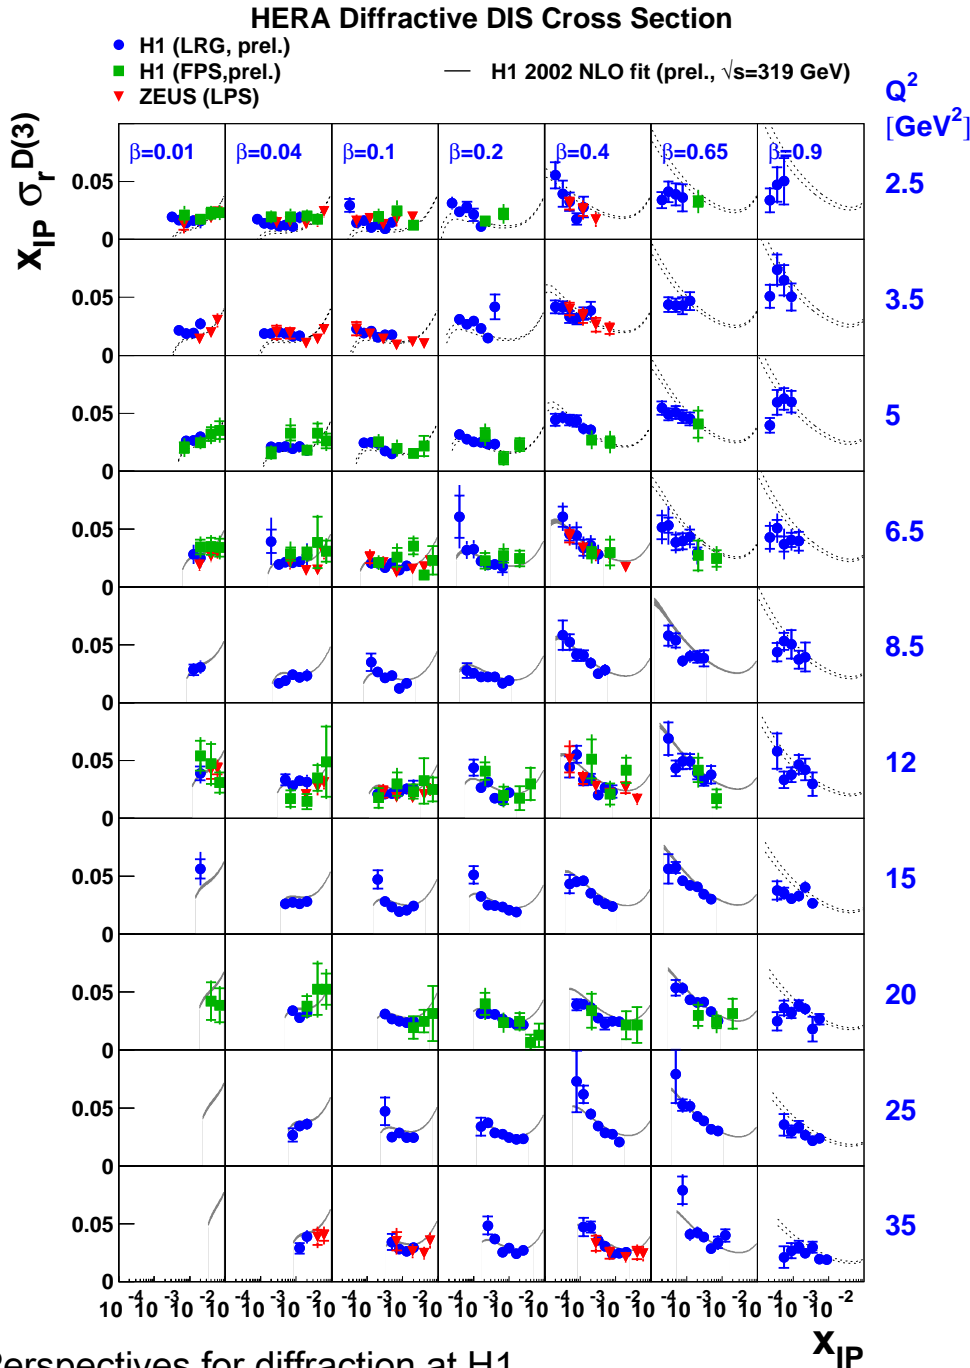 HERA Diffractive DIS Cross Section
H1 (LRG, prel.)
H1 (FPS,prel.)
ZEUS (LPS)
H1 2002 NLO fit (prel., √s=319 GeV)
Q²
[GeV²]
x_IP σ_r^D(3)
β=0.01 β=0.04 β=0.1 β=0.2 β=0.4 β=0.65 β=0.9
0.05 2.5
0
0.05 3.5
0
0.05 5
0
0.05 6.5
0
0.05 8.5
0
0.05 12
0
0.05 15
0
0.05 20
0
0.05 25
0
0.05 35
0
10^-4 10^-3 10^-2 10^-4 10^-3 10^-2 10^-4 10^-3 10^-2 10^-4 10^-3 10^-2 10^-4 10^-3 10^-2 10^-4 10^-3 10^-2 10^-4 10^-3 10^-2
x_IP
Perspectives for diffraction at H1